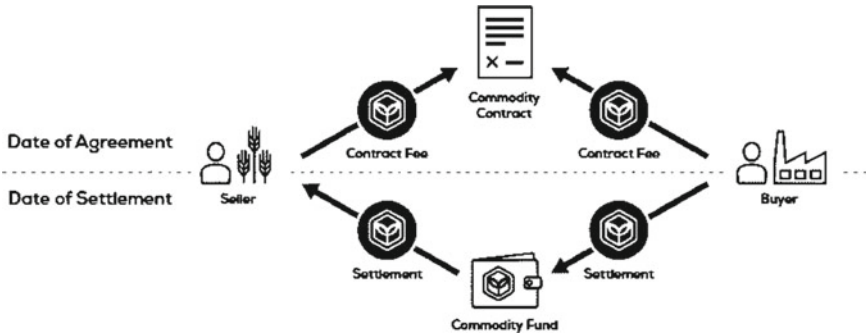 Commodity
Contract
Contract Fee
Contract Fee
Date of Agreement
Date of Settlement
Seller
Buyer
Settlement
Settlement
Commodity Fund